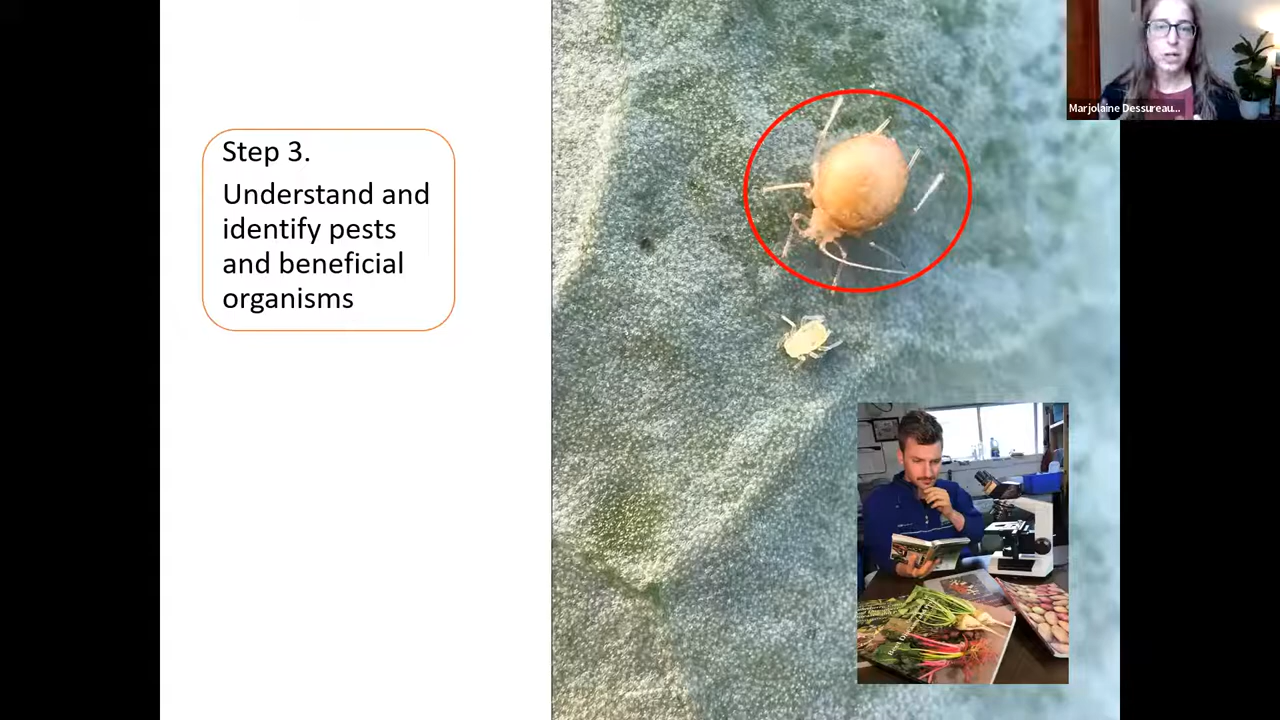 Step 3.
Understand and
identify pests
and beneficial
organisms
Marjolaine Dessureau...